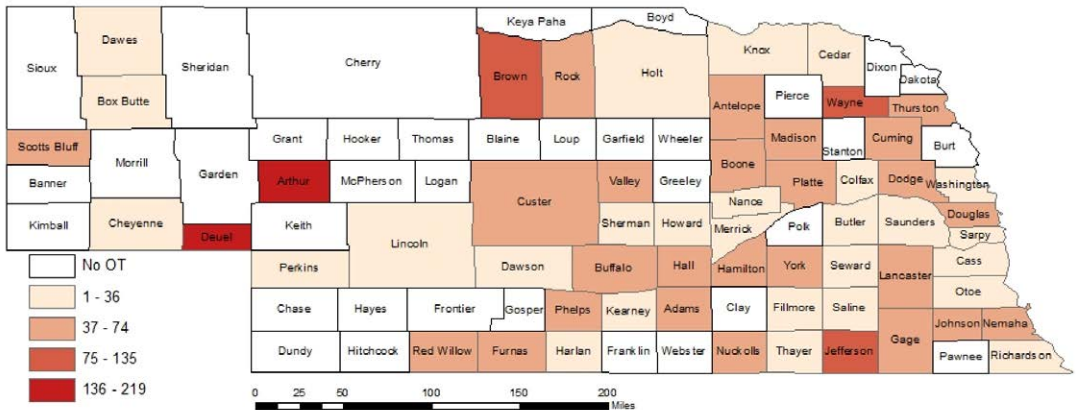 Keya Paha Boyd
Dawes Knox Cedar
Sioux Sheridan Cherry Brown Rock Holt Dixon Dakota
Box Butte Pierce
Antelope Wayne Thurston
Scotts Bluff Grant Hooker Thomas Blaine Loup Garfield Wheeler Madison Stanton Cuming Burt
Morrill Garden Boone
Banner Arthur McPherson Logan Valley Greeley Platte Colfax Dodge Washington
Custer Nance
Kimball Cheyenne Keith Sherman Howard Merrick Polk Butler Saunders Douglas
Deuel Lincoln Sarpy
Perkins Dawson Buffalo Hall Hamilton York Seward Lancaster Cass
No OT
Otoe
1 - 36
Chase Hayes Frontier Gosper Phelps Kearney Adams Clay Fillmore Saline
37 - 74
Johnson Nemaha
75 - 135
Dundy Hitchcock Red Willow Furnas Harlan Franklin Webster Nuckolls Thayer Jefferson Gage Pawnee Richardson
136 - 219
0 25 50 100 150 200
Miles